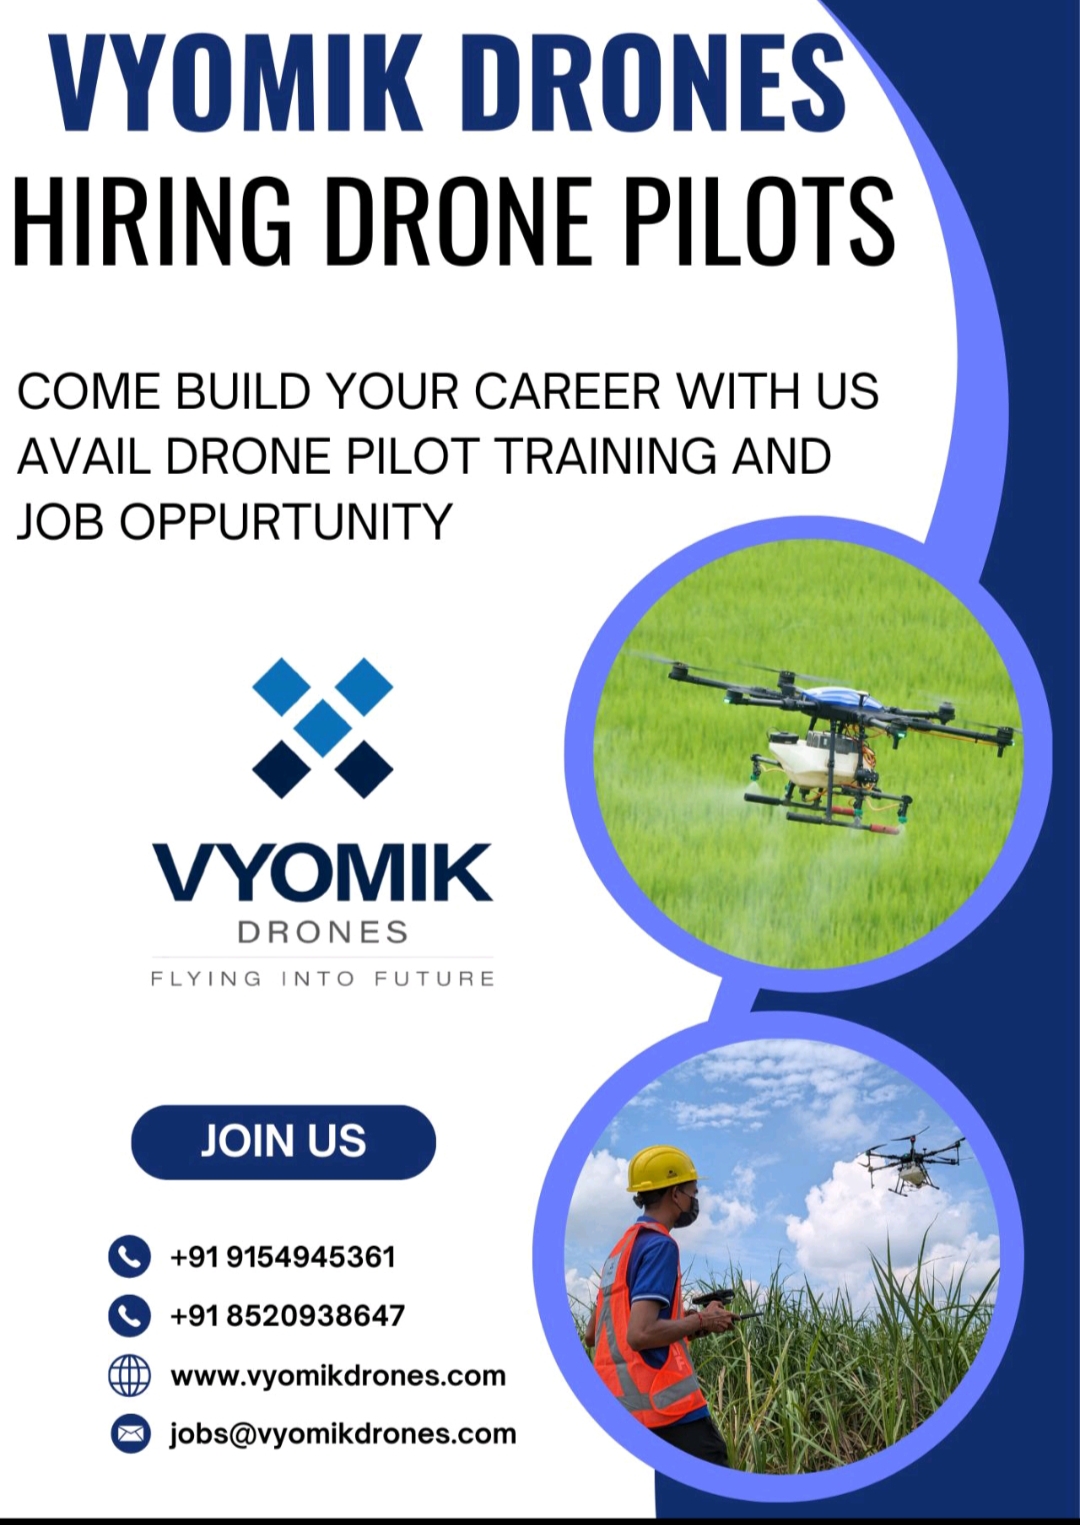 VYOMIK DRONES
HIRING DRONE PILOTS
COME BUILD YOUR CAREER WITH US
AVAIL DRONE PILOT TRAINING AND
JOB OPPURTUNITY
VYOMIK
DRONES
FLYING INTO FUTURE
JOIN US
+91 9154945361
+91 8520938647
www.vyomikdrones.com
jobs@vyomikdrones.com